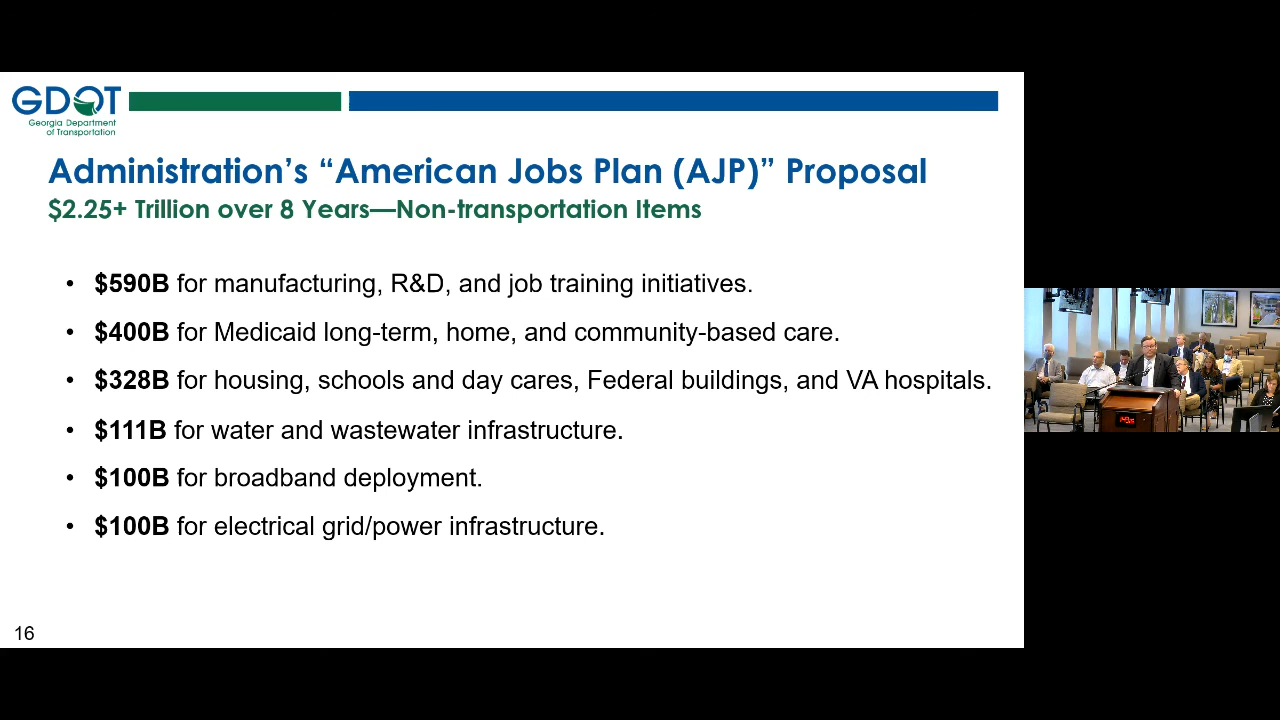 GDOT
Georgia Department
of Transportation
Administration’s “American Jobs Plan (AJP)” Proposal
$2.25+ Trillion over 8 Years—Non-transportation Items
• $590B for manufacturing, R&D, and job training initiatives.
• $400B for Medicaid long-term, home, and community-based care.
• $328B for housing, schools and day cares, Federal buildings, and VA hospitals.
• $111B for water and wastewater infrastructure.
• $100B for broadband deployment.
• $100B for electrical grid/power infrastructure.
16